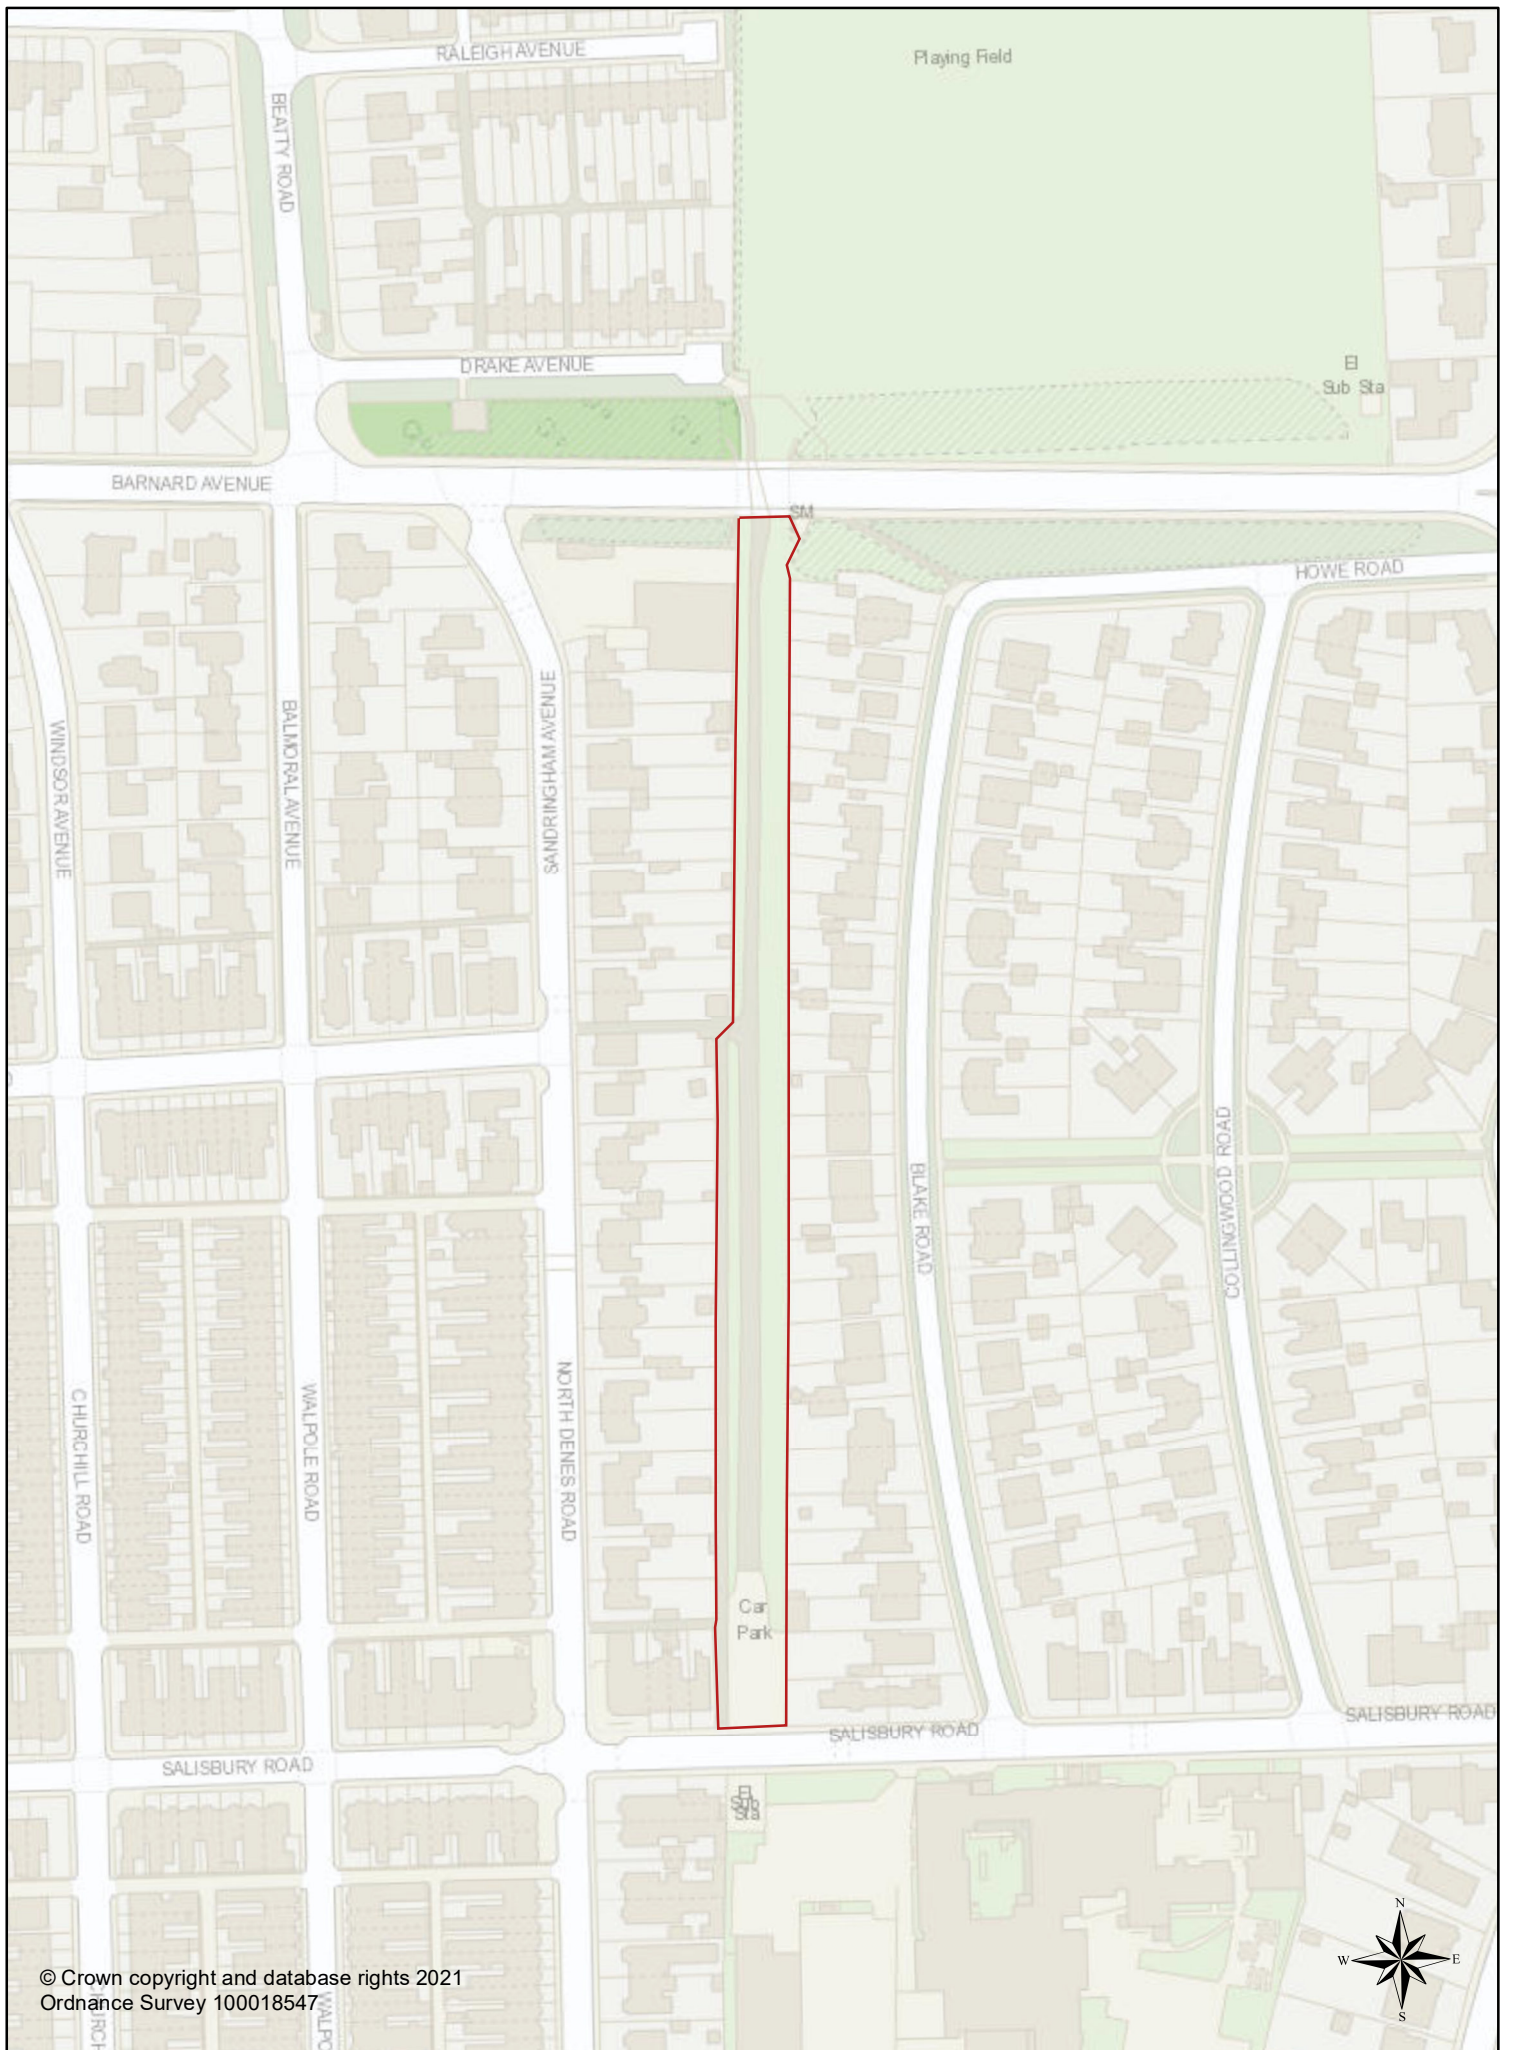 RALEIGH AVENUE
Playing Field
BEATTY ROAD
DRAKE AVENUE
El
Sub Sta
BARNARD AVENUE
SM
HOWE ROAD
WINDSOR AVENUE
BALMORAL AVENUE
SANDRINGHAM AVENUE
BLAKE ROAD
COLLINGWOOD ROAD
CHURCHILL ROAD
WALPOLE ROAD
NORTH DENES ROAD
Car
Park
SALISBURY ROAD
SALISBURY ROAD
SALISBURY ROAD
El
Sub
Sta
N
W
E
S
© Crown copyright and database rights 2021
Ordnance Survey 100018547
CHURCH
WALPO